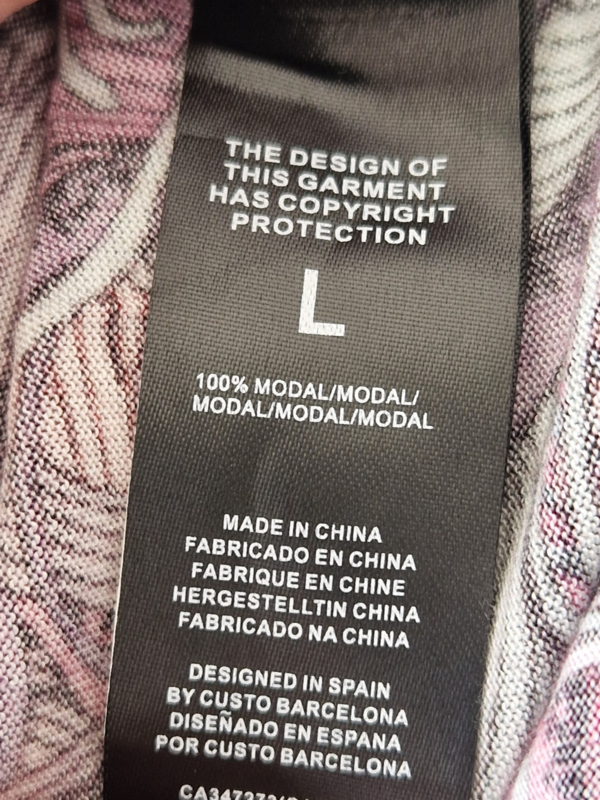 THE DESIGN OF
THIS GARMENT
HAS COPYRIGHT
PROTECTION
L
100% MODAL/MODAL/
MODAL/MODAL/MODAL
MADE IN CHINA
FABRICADO EN CHINA
FABRIQUE EN CHINE
HERGESTELLTIN CHINA
FABRICADO NA CHINA
DESIGNED IN SPAIN
BY CUSTO BARCELONA
DISEÑADO EN ESPANA
POR CUSTO BARCELONA